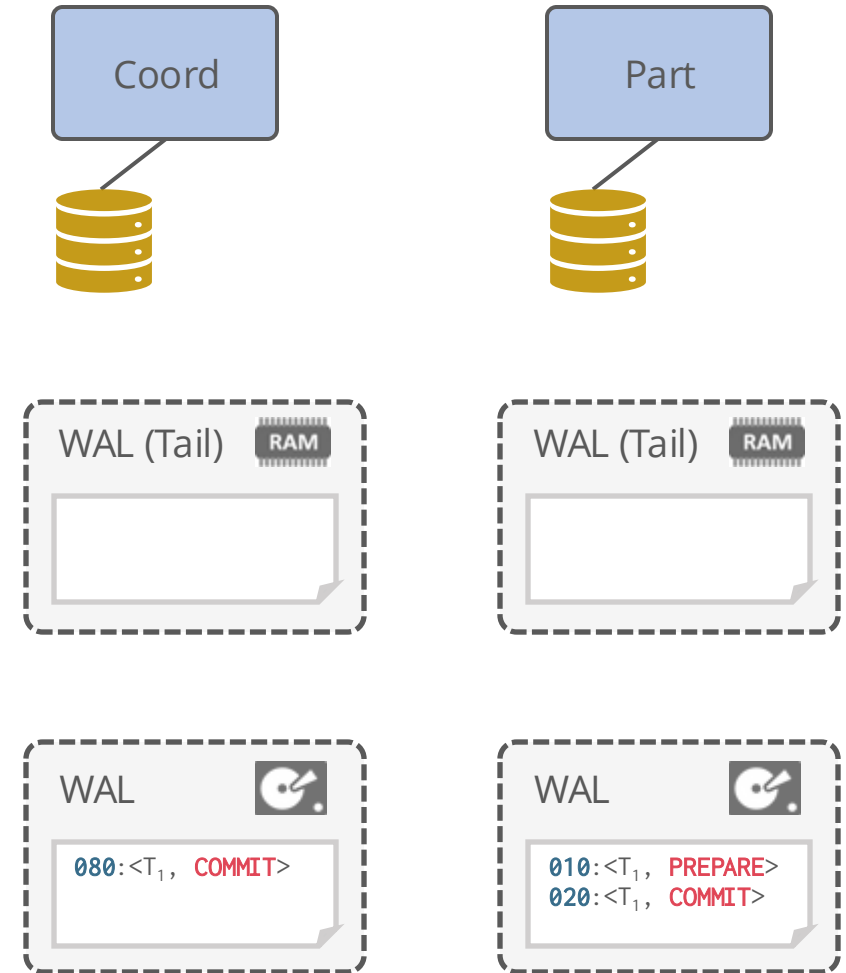 Coord
Part
WAL (Tail)
RAM
WAL (Tail)
RAM
WAL
080:<T₁, COMMIT>
WAL
010:<T₁, PREPARE>
020:<T₁, COMMIT>